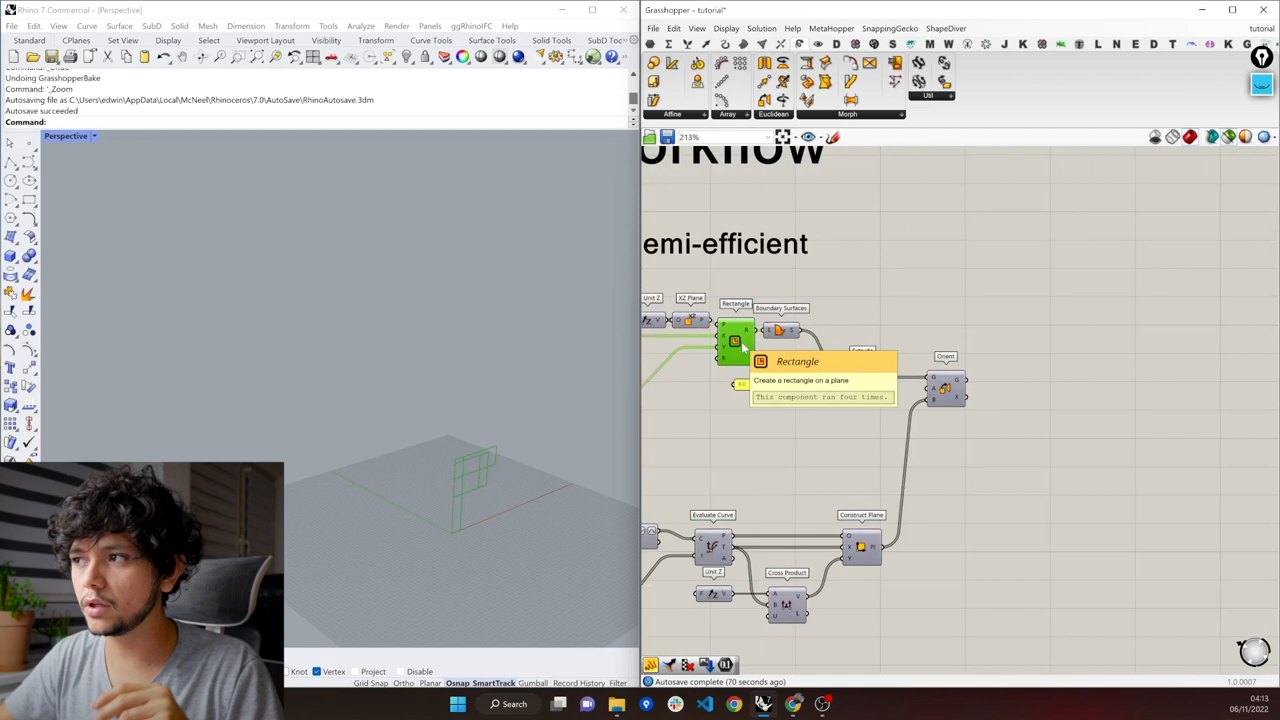 Rhino 7 Commercial - [Perspective]
File Edit View Curve Surface SubD Solid Mesh Dimension Transform Tools Analyze Render Panels ggRhinoIFC Help
Standard CPlanes Set View Display Select Viewport Layout Visibility Transform Curve Tools Surface Tools Solid Tools SubD To
Undoing GrasshopperBake
Command: '_Zoom
Autosaving file as C:\Users\edwin\AppData\Local\McNeel\Rhinoceros\7.0\AutoSave\RhinoAutosave.3dm
Autosave succeeded
Command:
Perspective
Knot Vertex Project Disable
Grid Snap Ortho Planar Osnap SmartTrack Gumball Record History Filter
Grasshopper - tutorial*
File Edit View Display Solution Help MetaHopper SnappingGecko ShapeDiver tutorial
Affine Array Euclidean Morph Util
213%
orkflow
emi-efficient
Unit Z XZ Plane Rectangle Boundary Surfaces
Orient
Rectangle
Create a rectangle on a plane
This component ran four times.
Evaluate Curve Construct Plane
Unit Z Cross Product
Autosave complete (70 seconds ago) 1.0.0007
Search
04:13
06/11/2022